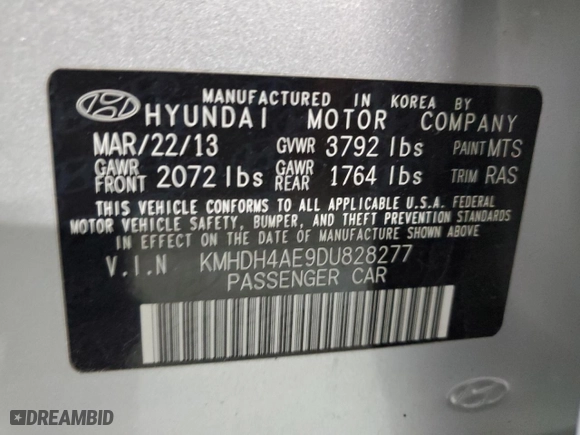 MANUFACTURED IN KOREA BY
HYUNDAI MOTOR COMPANY
MAR/22/13 GVWR 3792 lbs PAINT MTS
GAWR FRONT 2072 lbs GAWR REAR 1764 lbs TRIM RAS
THIS VEHICLE CONFORMS TO ALL APPLICABLE U.S.A. FEDERAL
MOTOR VEHICLE SAFETY, BUMPER, AND THEFT PREVENTION STANDARDS
IN EFFECT ON THE DATE OF MANUFACTURE SHOWN ABOVE
V.I.N KMHDH4AE9DU828277
PASSENGER CAR
DREAMBID